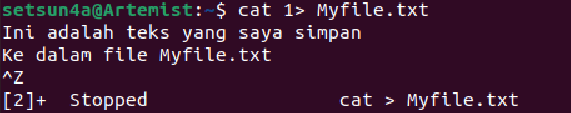 setsun4a@Artemist:~$ cat 1> Myfile.txt
Ini adalah teks yang saya simpan
Ke dalam file Myfile.txt
^Z
[2]+  Stopped                 cat > Myfile.txt